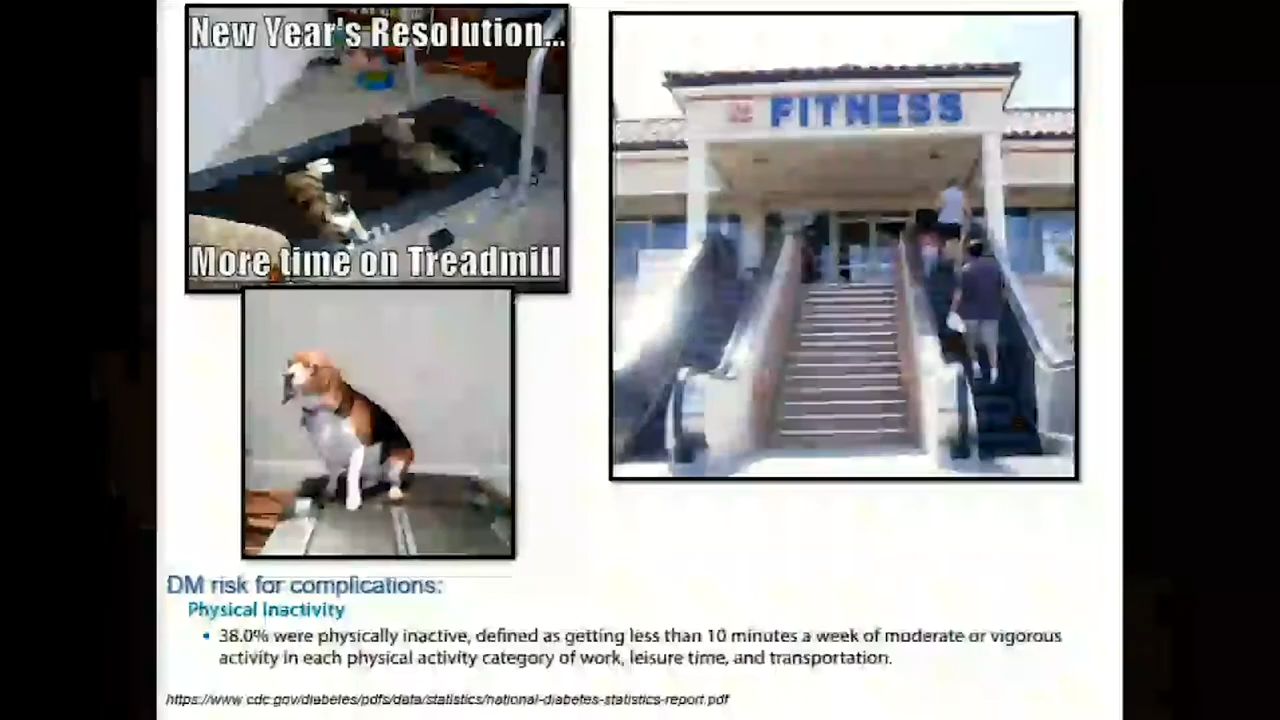 New Year's Resolution...
More time on Treadmill
FITNESS
DM risk for complications:
Physical Inactivity
• 38.0% were physically inactive, defined as getting less than 10 minutes a week of moderate or vigorous
activity in each physical activity category of work, leisure time, and transportation.
https://www.cdc.gov/diabetes/pdfs/data/statistics/national-diabetes-statistics-report.pdf